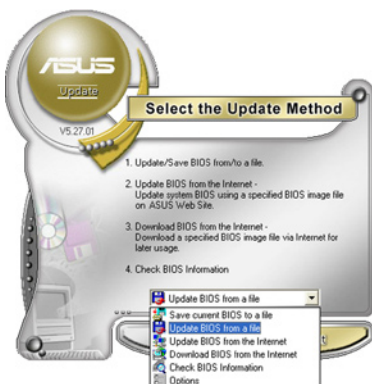 ASUS
Update
V5.27.01
Select the Update Method
1. Update/Save BIOS from/to a file.
2. Update BIOS from the Internet -
Update system BIOS using a specified BIOS image file
on ASUS Web Site.
3. Download BIOS from the Internet -
Download a specified BIOS image file via Internet for
later usage.
4. Check BIOS Information
Update BIOS from a file
Save current BIOS to a file
Update BIOS from a file
Update BIOS from the Internet
Download BIOS from the Internet
Check BIOS Information
Options